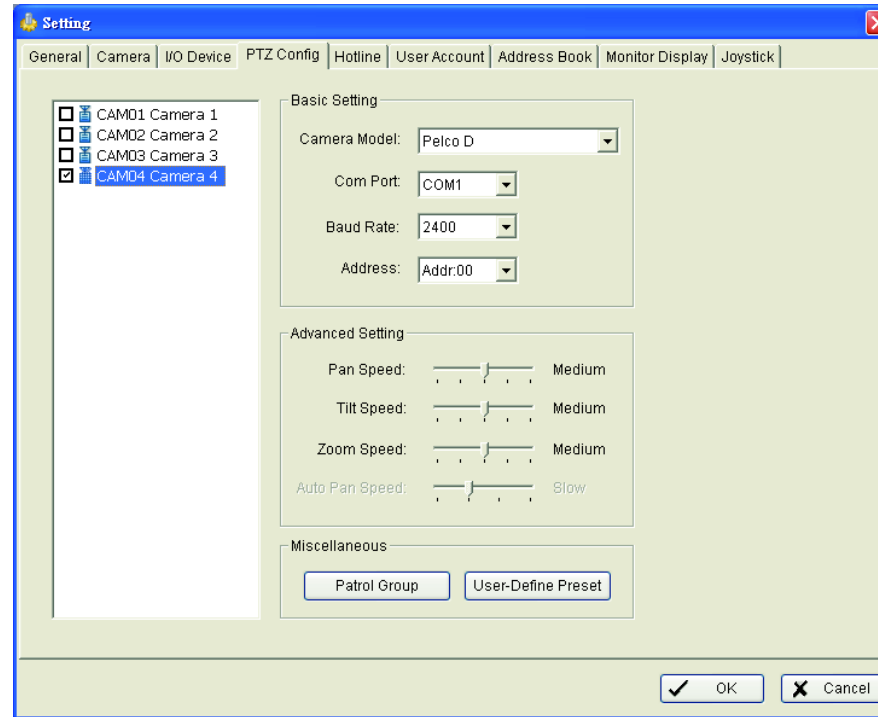 Setting
General Camera I/O Device PTZ Config Hotline User Account Address Book Monitor Display Joystick
CAM01 Camera 1
CAM02 Camera 2
CAM03 Camera 3
CAM04 Camera 4
Basic Setting
Camera Model: Pelco D
Com Port: COM1
Baud Rate: 2400
Address: Addr:00
Advanced Setting
Pan Speed: Medium
Tilt Speed: Medium
Zoom Speed: Medium
Auto Pan Speed: Slow
Miscellaneous
Patrol Group User-Define Preset
OK Cancel